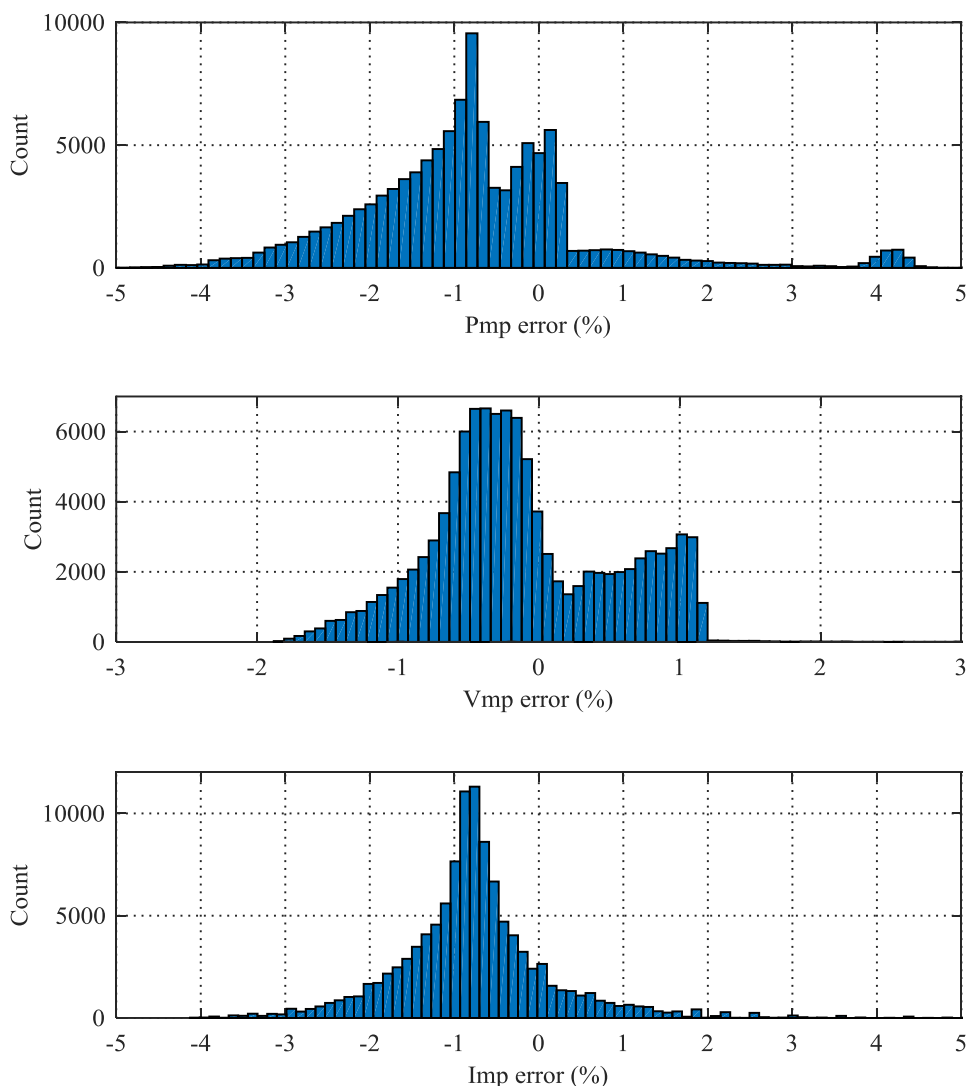 10000
5000
0
Count
-5 -4 -3 -2 -1 0 1 2 3 4 5
Pmp error (%)
6000
4000
2000
0
Count
-3 -2 -1 0 1 2 3
Vmp error (%)
10000
5000
0
Count
-5 -4 -3 -2 -1 0 1 2 3 4 5
Imp error (%)